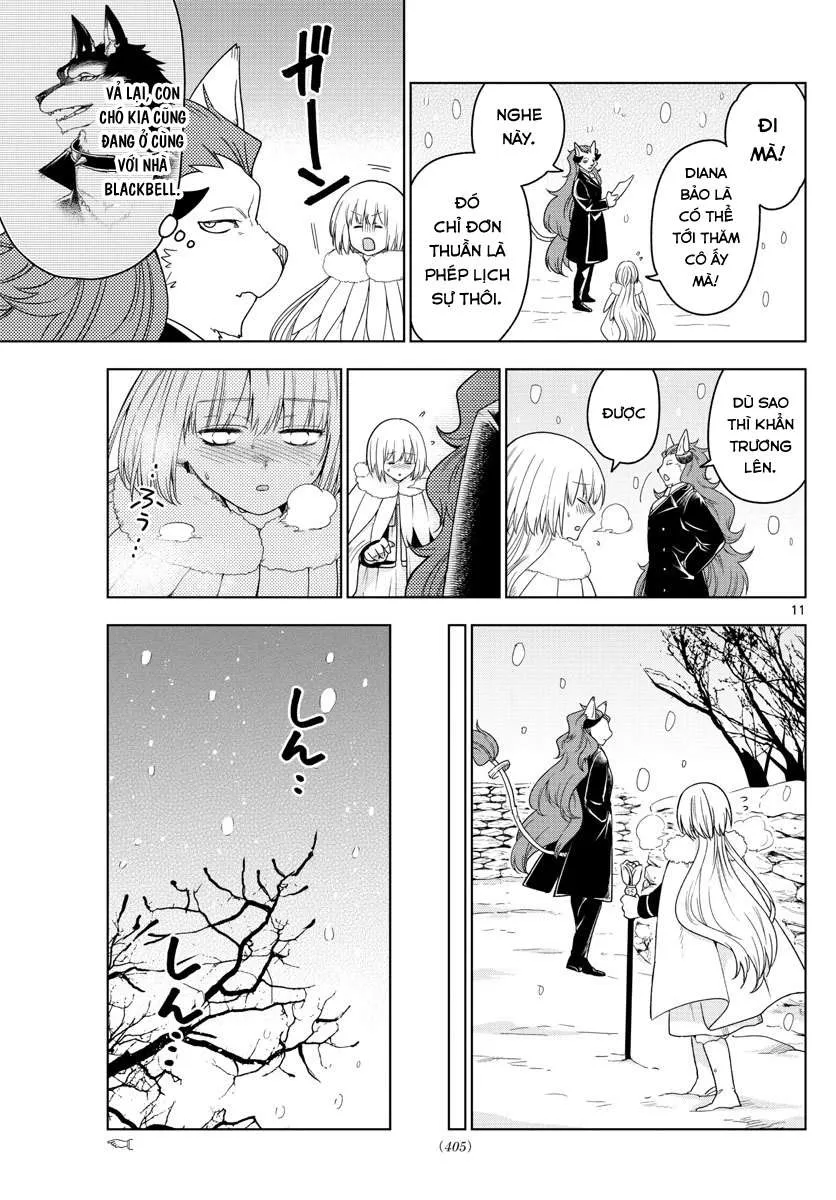 ĐI
MÀ!
DIANA
BẢO LÀ
CÓ THỂ
TỚI THĂM
CÔ ẤY
MÀ!
NGHE
NÀY.
ĐÓ
CHỈ ĐƠN
THUẦN LÀ
PHÉP LỊCH
SỰ THÔI.
ガーン
VẢ LẠI, CON
CHÓ KIA CŨNG
ĐANG Ở CÙNG
VỚI NHÀ
BLACKBELL!
DÙ SAO
THÌ KHẨN
TRƯƠNG
LÊN.
ĐƯỢC
ふぅ
11
しん…
しん…
(405)